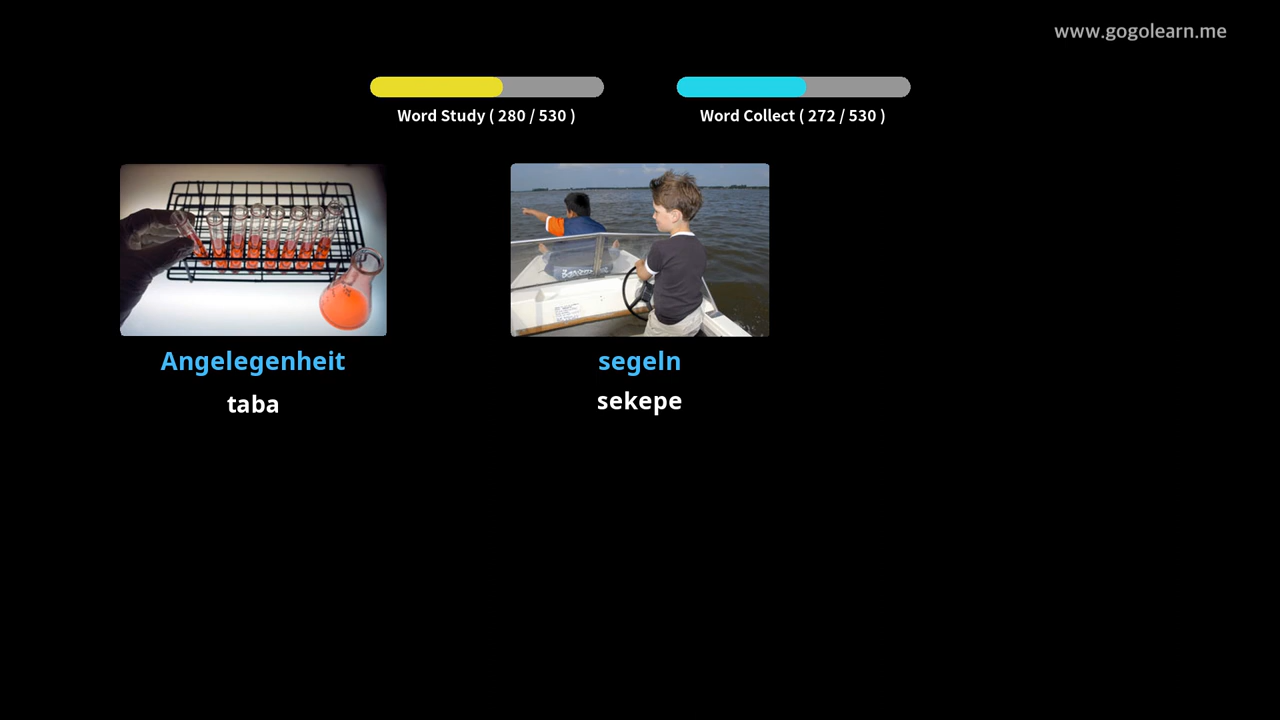 www.gogolearn.me
Word Study ( 280 / 530 )
Word Collect ( 272 / 530 )
Angelegenheit
taba
segeln
sekepe